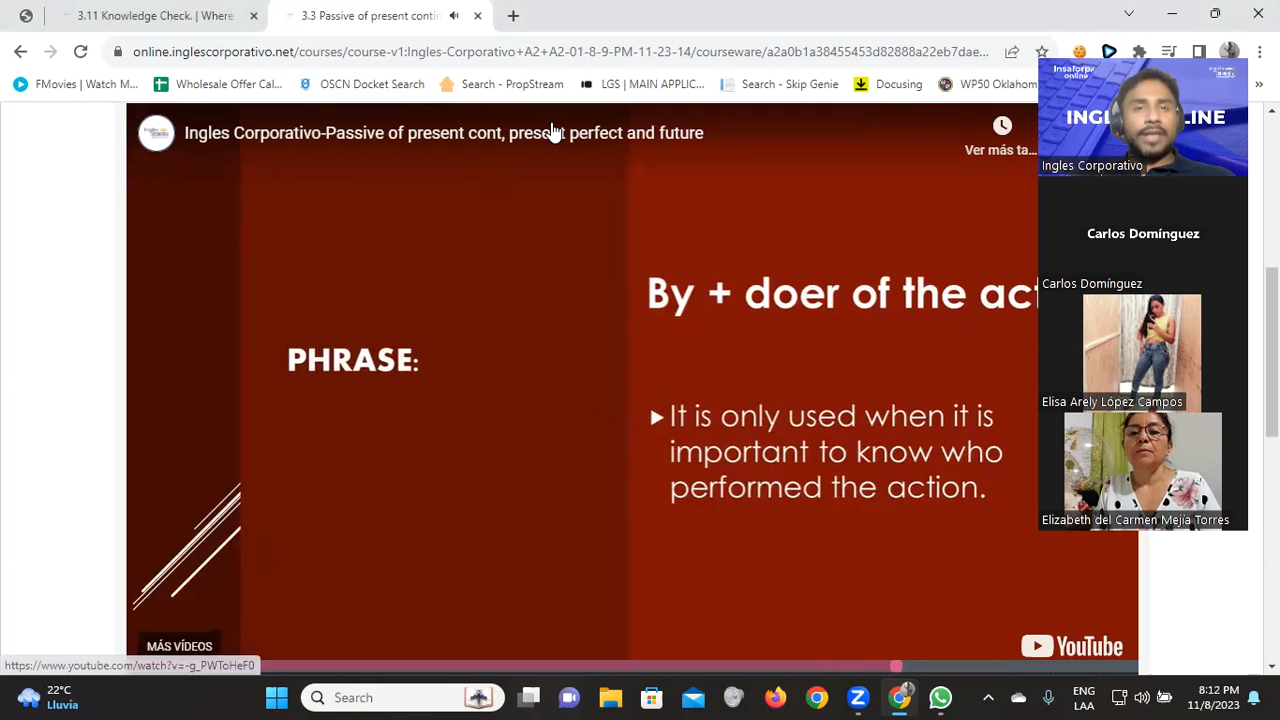 3.11 Knowledge Check. | Where
3.3 Passive of present contin
online.inglescorporativo.net/courses/course-v1:Ingles-Corporativo+A2+A2-01-8-9-PM-11-23-14/courseware/a2a0b1a38455453d82888a22eb7dae...
FMovies | Watch M...
Wholesale Offer Cal...
OSCN Docket Search
Search - PropStream
LGS | MAIN APPLIC...
Search - Skip Genie
Docusing
WP50 Oklahom
»
Ingles Corporativo-Passive of present cont, present perfect and future
Ver más ta...
By + doer of the act
PHRASE:
It is only used when it is
important to know who
performed the action.
MÁS VÍDEOS
YouTube
https://www.youtube.com/watch?v=-g_PWToHeF0
Insaforp
online
INGL
ONLINE
Ingles Corporativo
Carlos Domínguez
Carlos Domínguez
Elisa Arely López Campos
Elizabeth del Carmen Mejía Torres
22°C
Lluvia
Search
ENG
LAA
8:12 PM
11/8/2023